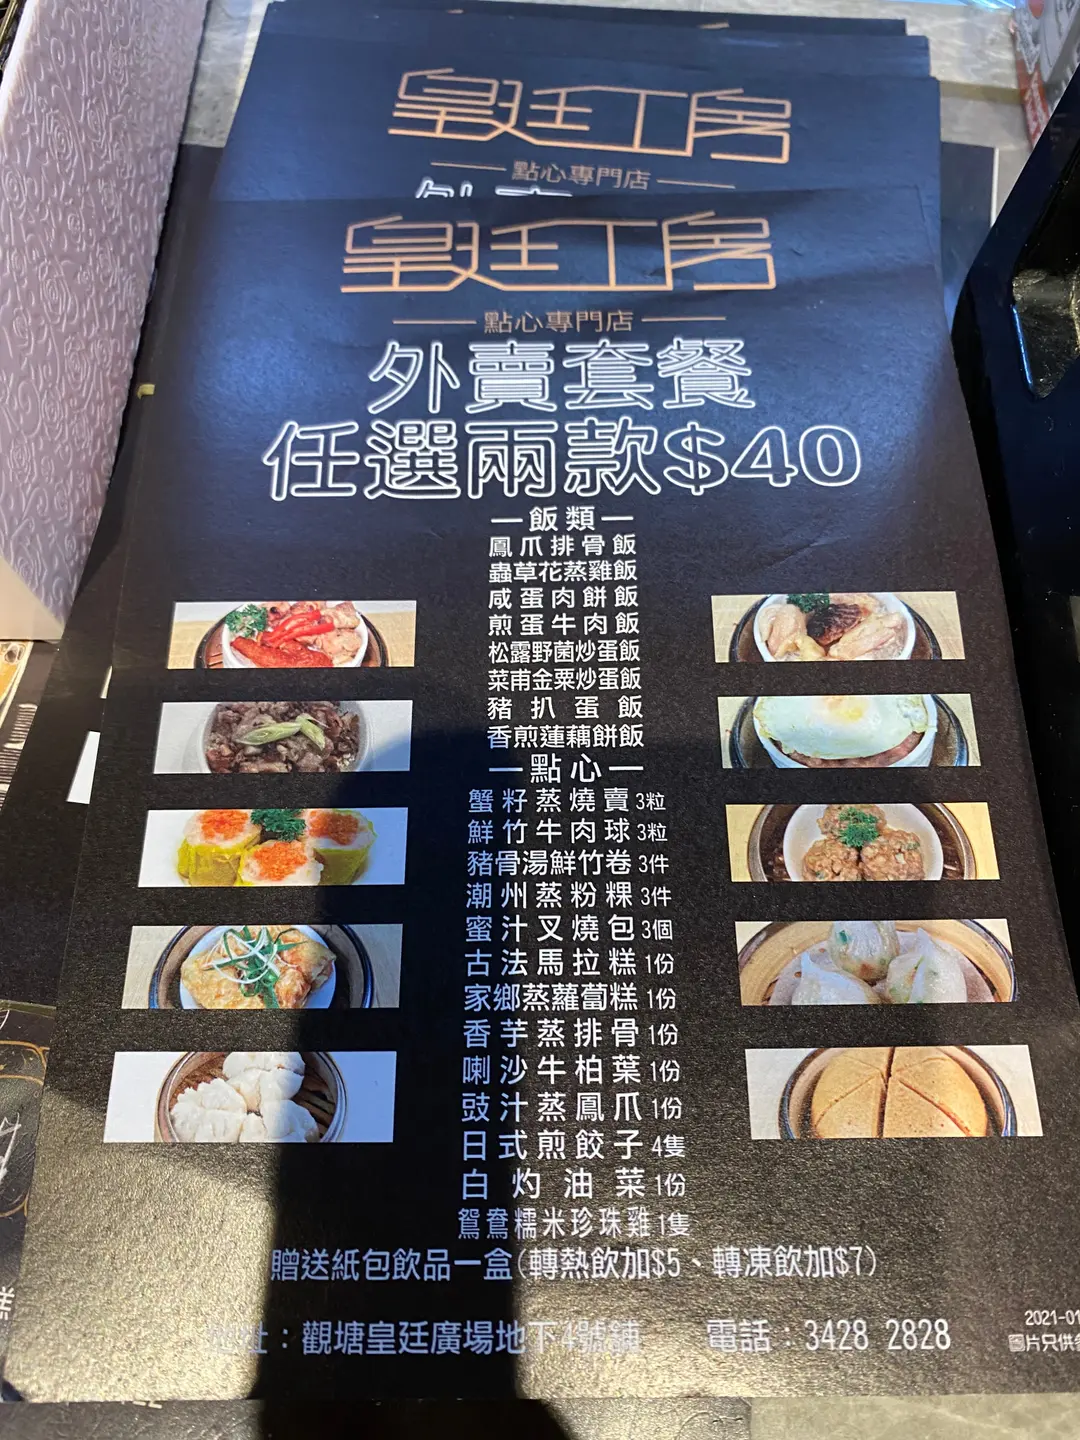 皇廷工房
點心專門店
皇廷工房
點心專門店
外賣套餐
任選兩款$40
飯類
鳳爪排骨飯
蟲草花蒸雞飯
咸蛋肉餅飯
煎蛋牛肉飯
松露野菌炒蛋飯
菜甫金粟炒蛋飯
豬扒蛋飯
香煎蓮藕餅飯
點心
蟹籽蒸燒賣 3粒
鮮竹牛肉球 3粒
豬骨湯鮮竹卷 3件
潮州蒸粉粿 3件
蜜汁叉燒包 3個
古法馬拉糕 1份
家鄉蒸蘿蔔糕 1份
香芋蒸排骨 1份
喇沙牛柏葉 1份
豉汁蒸鳳爪 1份
日式煎餃子 4隻
白灼油菜 1份
鴛鴦糯米珍珠雞 1隻
贈送紙包飲品一盒(轉熱飲加$5、轉凍飲加$7)
地址：觀塘皇廷廣場地下4號舖 電話：3428 2828
2021-01
圖片只供